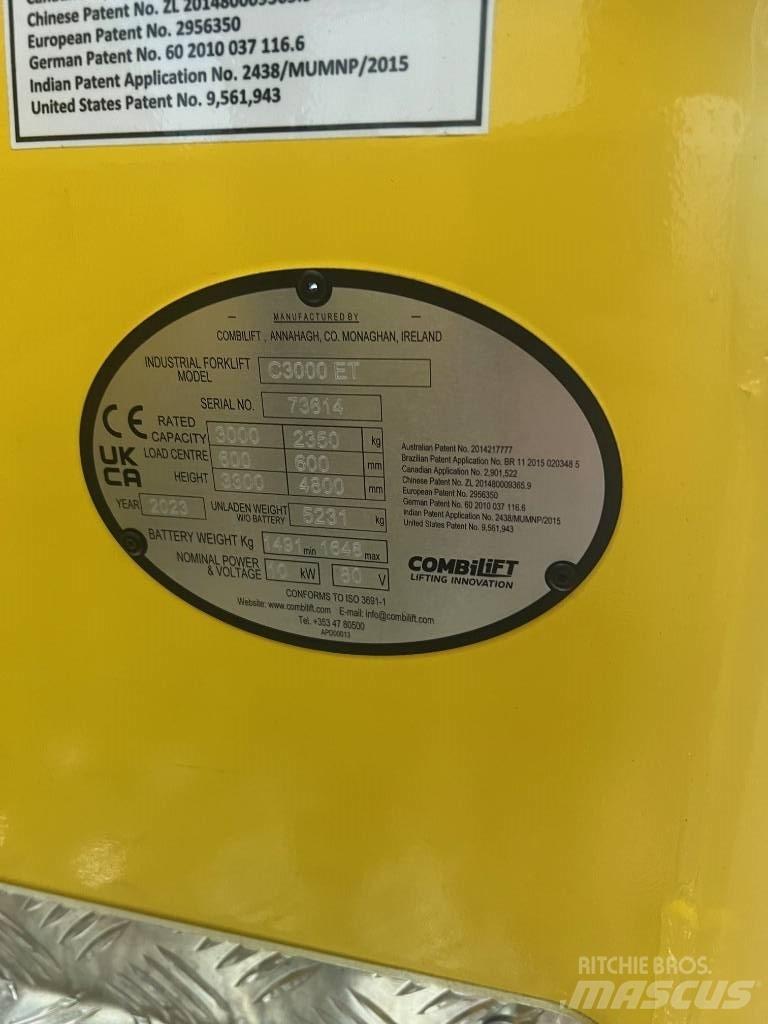 Chinese Patent No. ZL 201480009365.9
European Patent No. 2956350
German Patent No. 60 2010 037 116.6
Indian Patent Application No. 2438/MUMNP/2015
United States Patent No. 9,561,943
— MANUFACTURED BY —
COMBILIFT , ANNAHAGH, CO. MONAGHAN, IRELAND
INDUSTRIAL FORKLIFT MODEL C3000 ET
SERIAL NO. 73614
CE
UK
CA
RATED CAPACITY 3000 2350 kg
LOAD CENTRE 600 600 mm
HEIGHT 3300 4800 mm
YEAR 2023 UNLADEN WEIGHT W/O BATTERY 5231 kg
BATTERY WEIGHT Kg 1491 min 1648 max
NOMINAL POWER & VOLTAGE 10 kW 80 V
CONFORMS TO ISO 3691-1
Website: www.combilift.com E-mail: info@combilift.com
Tel. +353 47 80500
APD00013
Australian Patent No. 2014217777
Brazilian Patent Application No. BR 11 2015 020348 5
Canadian Application No. 2,901,522
Chinese Patent No. ZL 201480009365.9
European Patent No. 2956350
German Patent No. 60 2010 037 116.6
Indian Patent Application No. 2438/MUMNP/2015
United States Patent No. 9,561,943
COMBiLiFT
LIFTING INNOVATION
RITCHIE BROS.
MASCUS